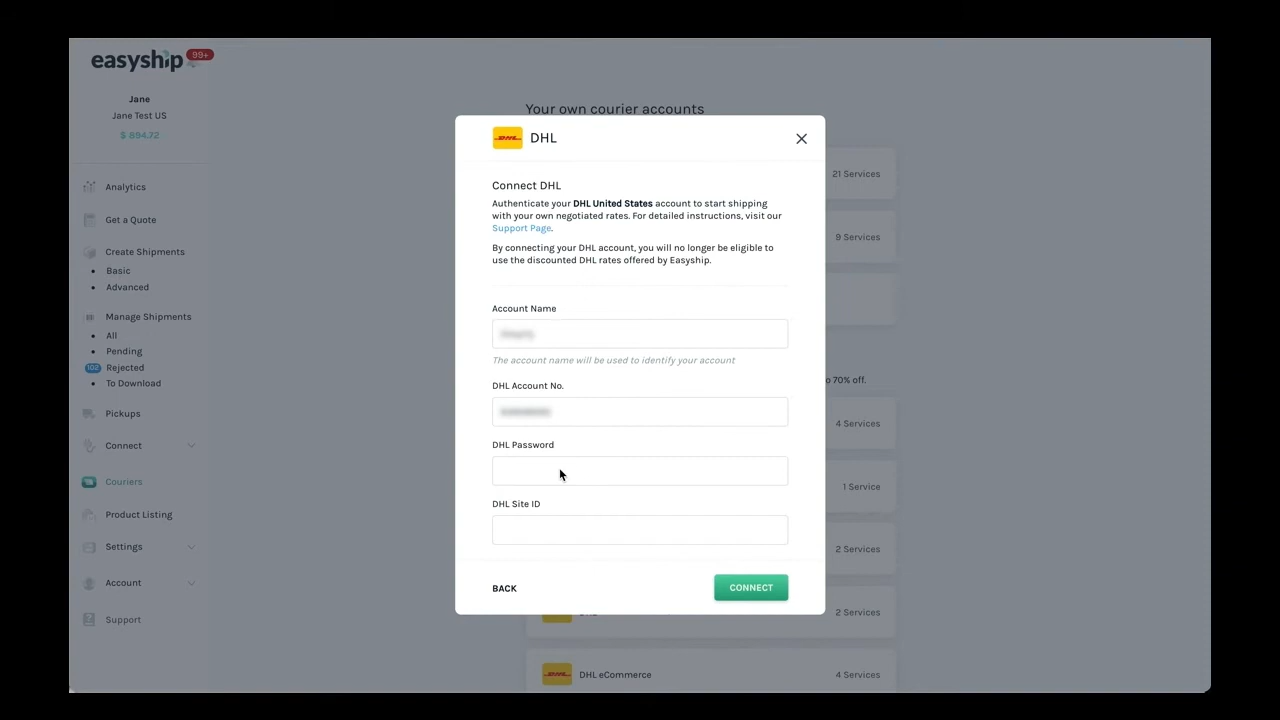 easyship
99+
Jane
Jane Test US
$ 894.72
Analytics
Get a Quote
Create Shipments
Basic
Advanced
Manage Shipments
All
Pending
102 Rejected
To Download
Pickups
Connect
Couriers
Product Listing
Settings
Account
Support
Your own courier accounts
21 Services
9 Services
o 70% off.
4 Services
1 Service
2 Services
2 Services
DHL eCommerce
4 Services
DHL
Connect DHL
Authenticate your DHL United States account to start shipping
with your own negotiated rates. For detailed instructions, visit our
Support Page.
By connecting your DHL account, you will no longer be eligible to
use the discounted DHL rates offered by Easyship.
Account Name
The account name will be used to identify your account
DHL Account No.
DHL Password
DHL Site ID
BACK
CONNECT